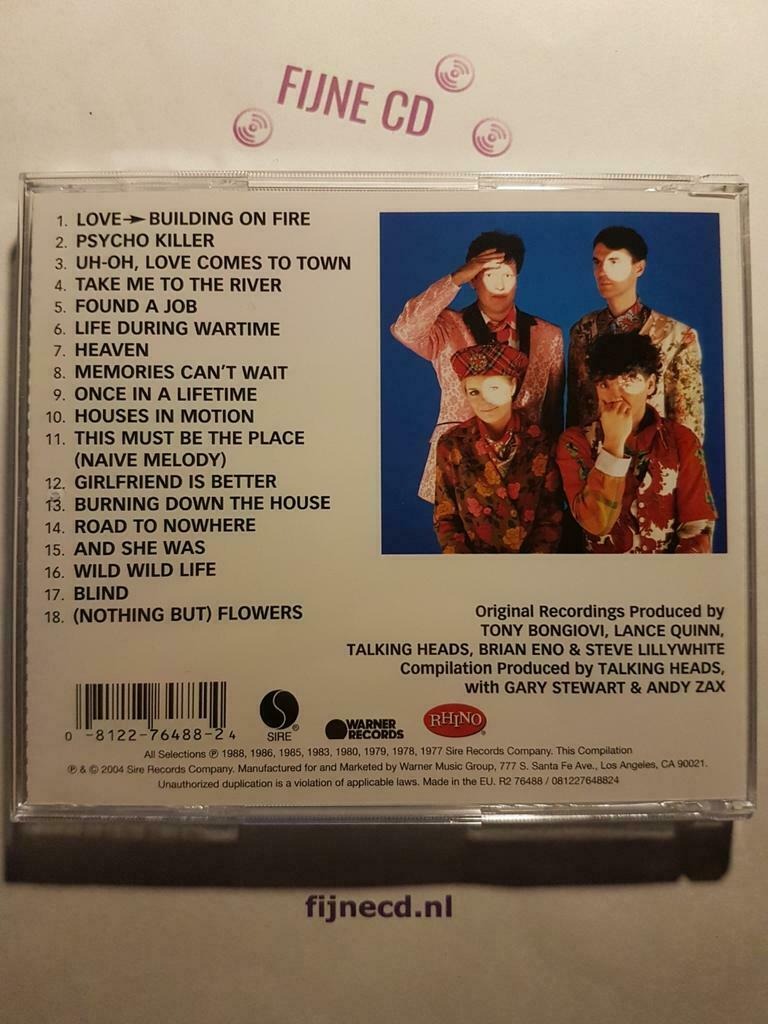 FIJNE CD
1. LOVE➛BUILDING ON FIRE
2. PSYCHO KILLER
3. UH-OH, LOVE COMES TO TOWN
4. TAKE ME TO THE RIVER
5. FOUND A JOB
6. LIFE DURING WARTIME
7. HEAVEN
8. MEMORIES CAN'T WAIT
9. ONCE IN A LIFETIME
10. HOUSES IN MOTION
11. THIS MUST BE THE PLACE
(NAIVE MELODY)
12. GIRLFRIEND IS BETTER
13. BURNING DOWN THE HOUSE
14. ROAD TO NOWHERE
15. AND SHE WAS
16. WILD WILD LIFE
17. BLIND
18. (NOTHING BUT) FLOWERS
Original Recordings Produced by
TONY BONGIOVI, LANCE QUINN,
TALKING HEADS, BRIAN ENO & STEVE LILLYWHITE
Compilation Produced by TALKING HEADS,
with GARY STEWART & ANDY ZAX
0 -8122-76488-2 4
SIRE®
WARNER
RECORDS
RHINO®
All Selections ℗ 1988, 1986, 1985, 1983, 1980, 1979, 1978, 1977 Sire Records Company. This Compilation
℗ & © 2004 Sire Records Company. Manufactured for and Marketed by Warner Music Group, 777 S. Santa Fe Ave., Los Angeles, CA 90021.
Unauthorized duplication is a violation of applicable laws. Made in the EU. R2 76488 / 081227648824
fijnecd.nl